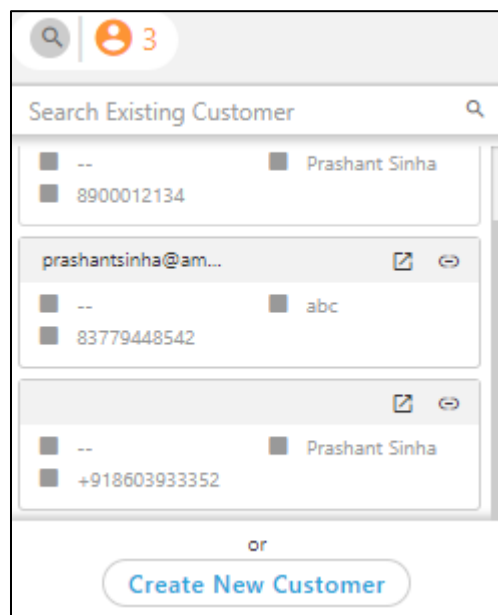 3
Search Existing Customer
-- Prashant Sinha
8900012134
prashantsinha@am...
-- abc
83779448542
-- Prashant Sinha
+918603933352
or
Create New Customer